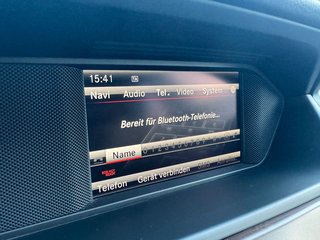 15:41
Navi Audio Tel. Video System
Bereit für Bluetooth-Telefonie...
Name
Telefon Gerät verbinden